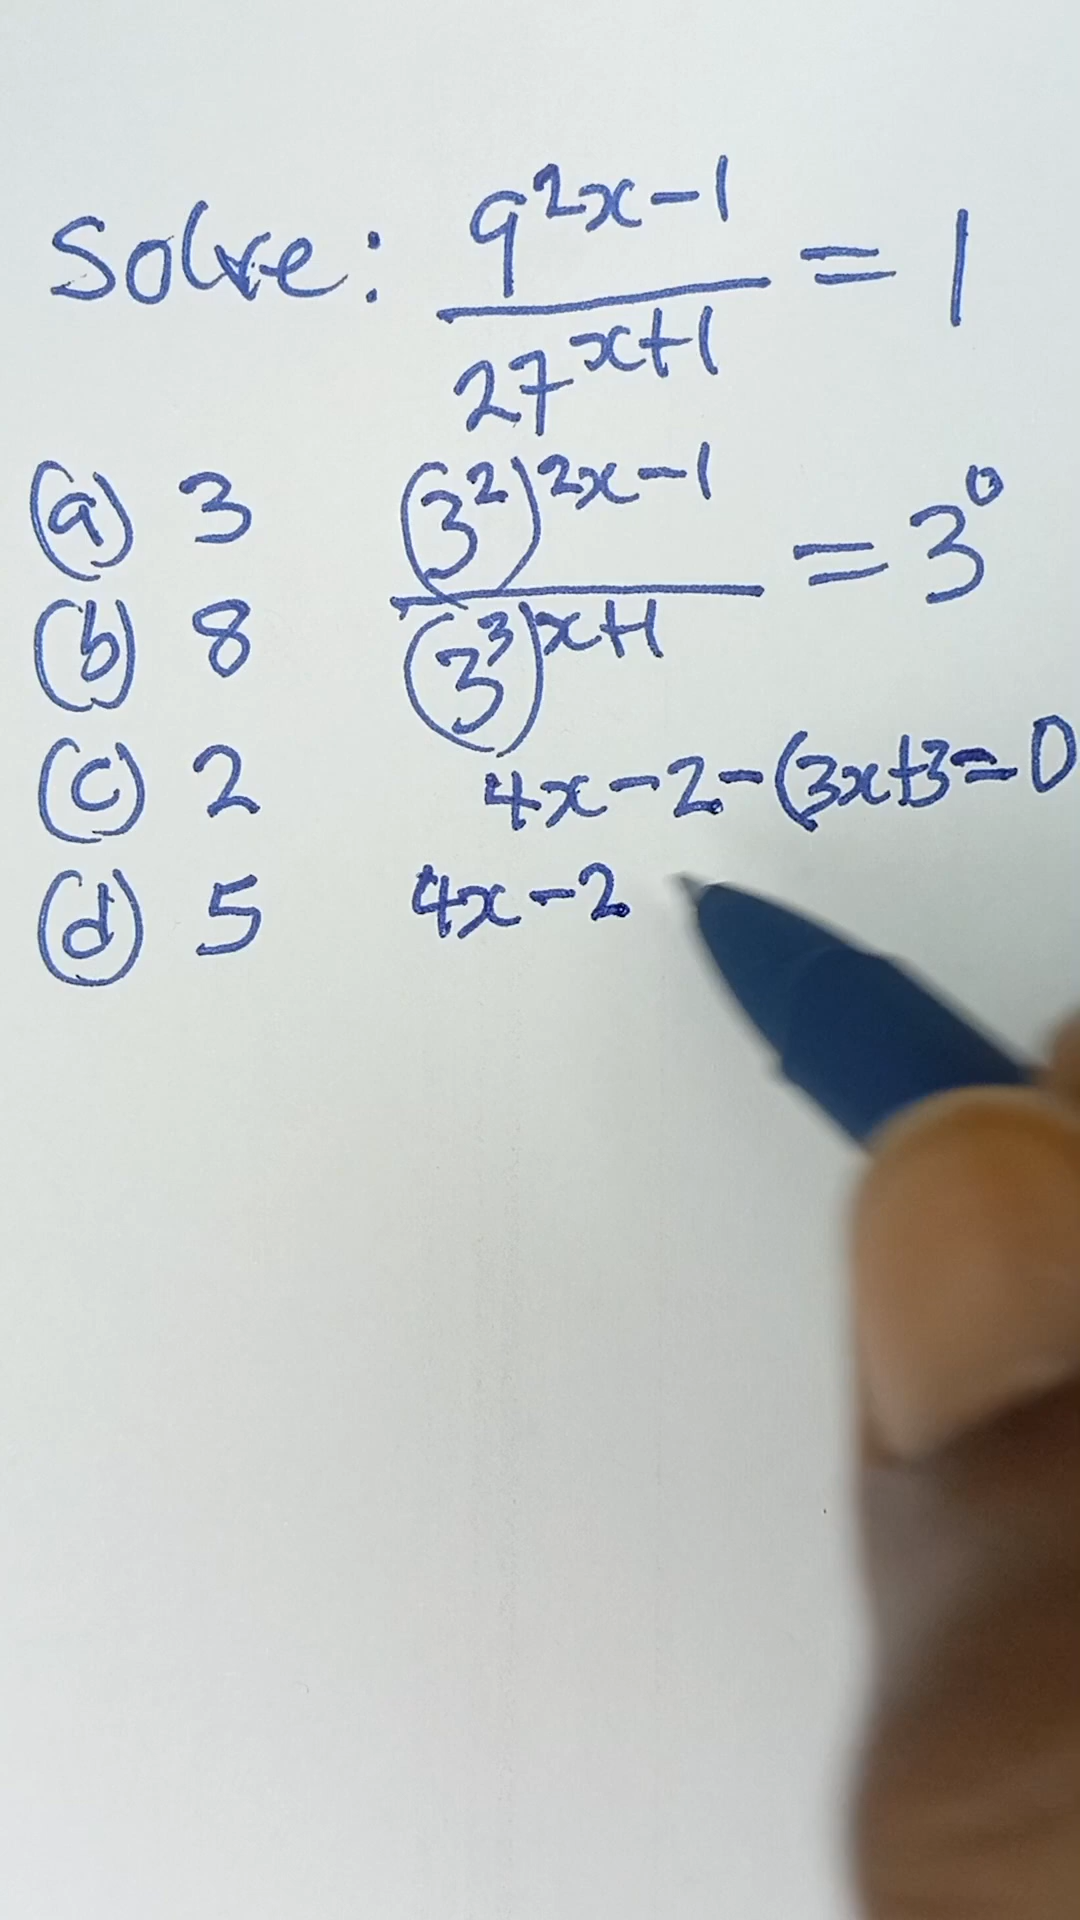 Solve: 9^{2x-1} / 27^{x+1} = 1
(a) 3
(3^2)^{2x-1} / (3^3)^{x+1} = 3^0
(b) 8
(c) 2
4x-2-(3x+3=0
(d) 5
4x-2